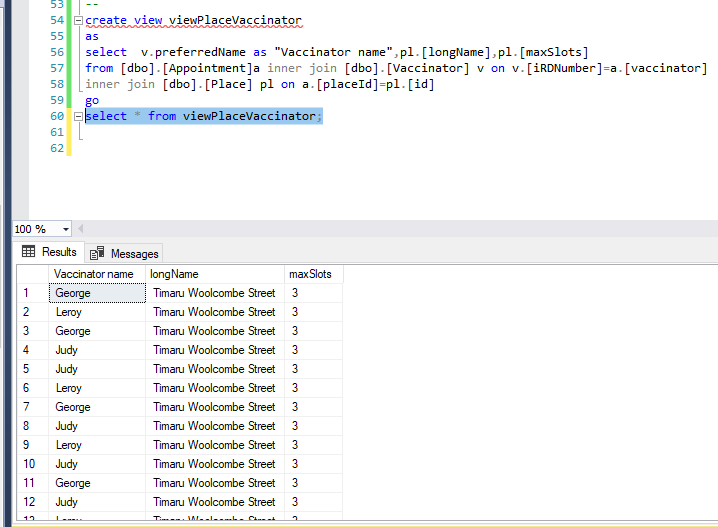 53 --
54 create view viewPlaceVaccinator
55 as
56 select v.preferredName as "Vaccinator name",pl.[longName],pl.[maxSlots]
57 from [dbo].[Appointment]a inner join [dbo].[Vaccinator] v on v.[iRDNumber]=a.[vaccinator]
58 inner join [dbo].[Place] pl on a.[placeId]=pl.[id]
59 go
60 select * from viewPlaceVaccinator;
61
62
100 %
Results Messages
Vaccinator name longName maxSlots
1 George Timaru Woolcombe Street 3
2 Leroy Timaru Woolcombe Street 3
3 George Timaru Woolcombe Street 3
4 Judy Timaru Woolcombe Street 3
5 Judy Timaru Woolcombe Street 3
6 Leroy Timaru Woolcombe Street 3
7 George Timaru Woolcombe Street 3
8 Judy Timaru Woolcombe Street 3
9 Leroy Timaru Woolcombe Street 3
10 Judy Timaru Woolcombe Street 3
11 George Timaru Woolcombe Street 3
12 Judy Timaru Woolcombe Street 3